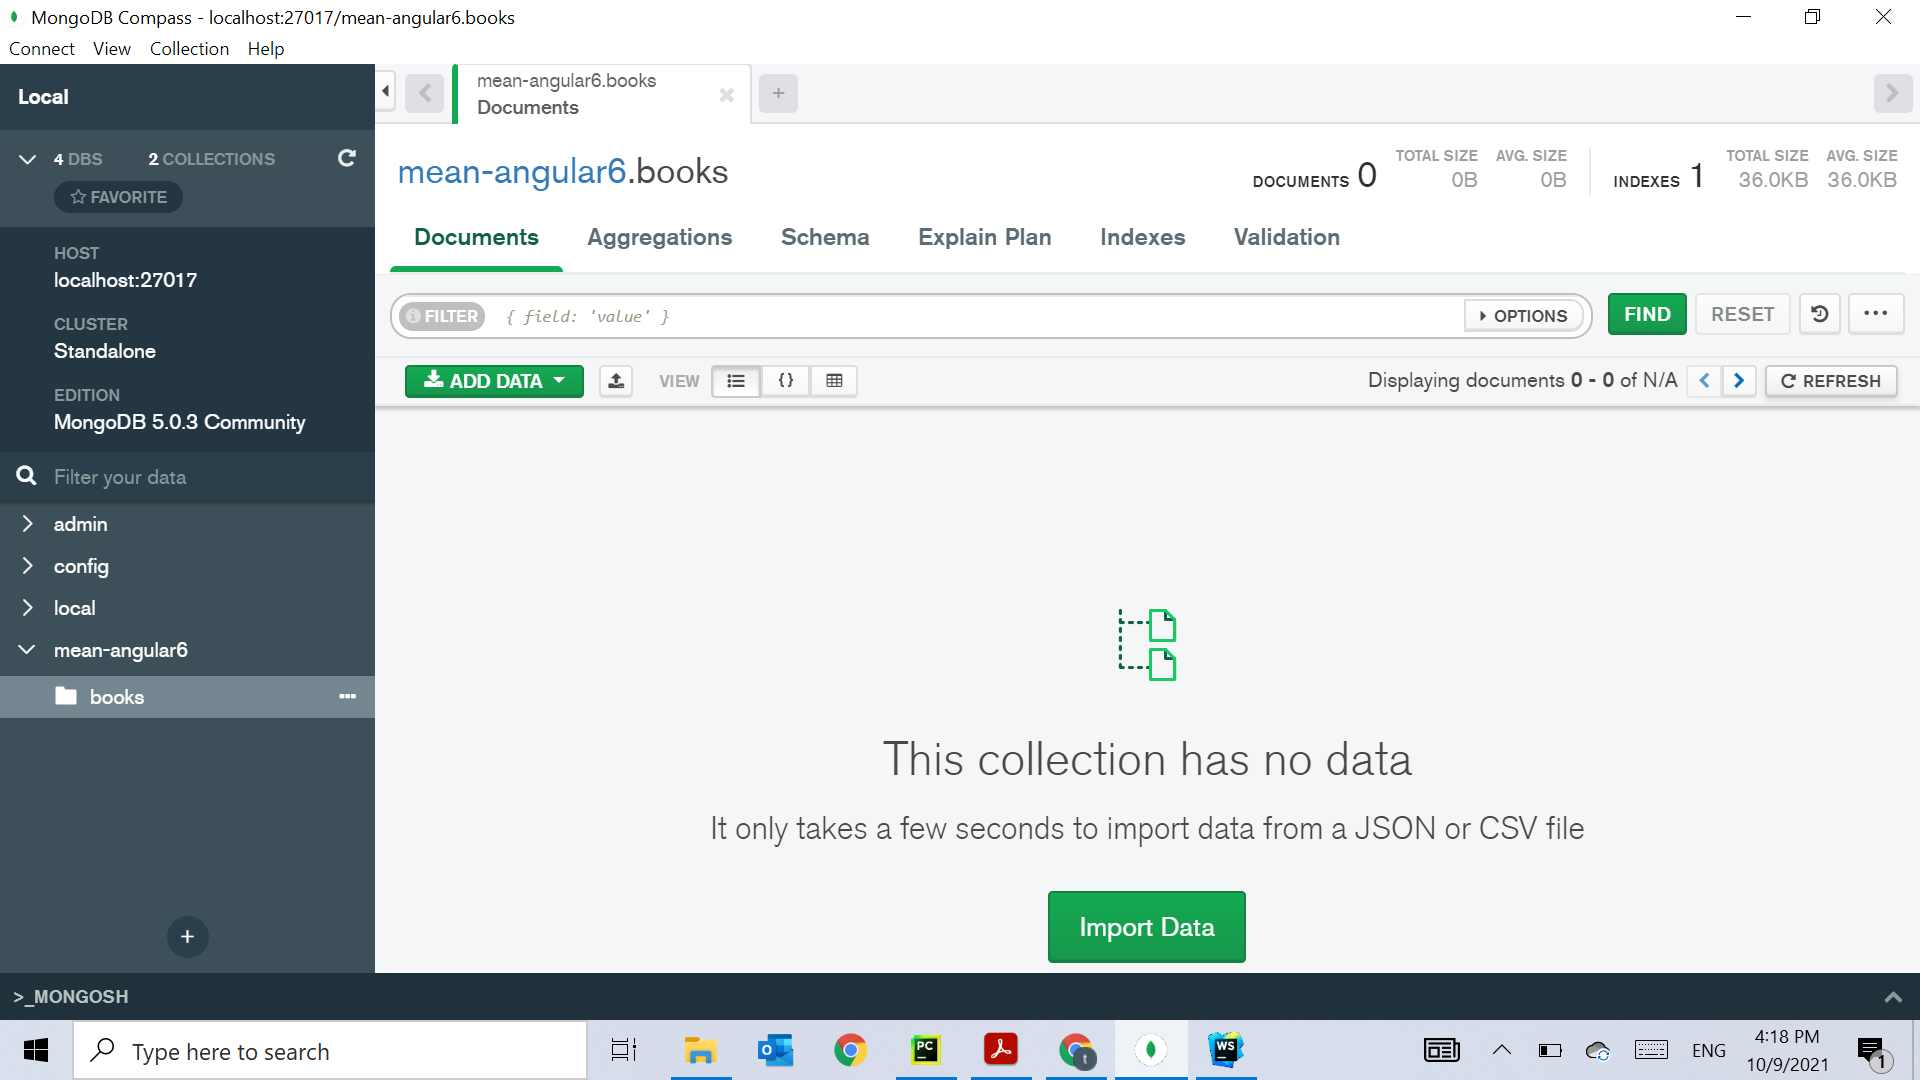 MongoDB Compass - localhost:27017/mean-angular6.books
Connect View Collection Help
Local
4 DBS 2 COLLECTIONS
FAVORITE
HOST
localhost:27017
CLUSTER
Standalone
EDITION
MongoDB 5.0.3 Community
Filter your data
admin
config
local
mean-angular6
books
mean-angular6.books
Documents
mean-angular6.books
DOCUMENTS 0
TOTAL SIZE
0B
AVG. SIZE
0B
INDEXES 1
TOTAL SIZE
36.0KB
AVG. SIZE
36.0KB
Documents Aggregations Schema Explain Plan Indexes Validation
FILTER { field: 'value' } OPTIONS FIND RESET
ADD DATA VIEW {} Displaying documents 0 - 0 of N/A REFRESH
This collection has no data
It only takes a few seconds to import data from a JSON or CSV file
Import Data
>_MONGOSH
Type here to search
PC
t
WS
ENG
4:18 PM
10/9/2021
1